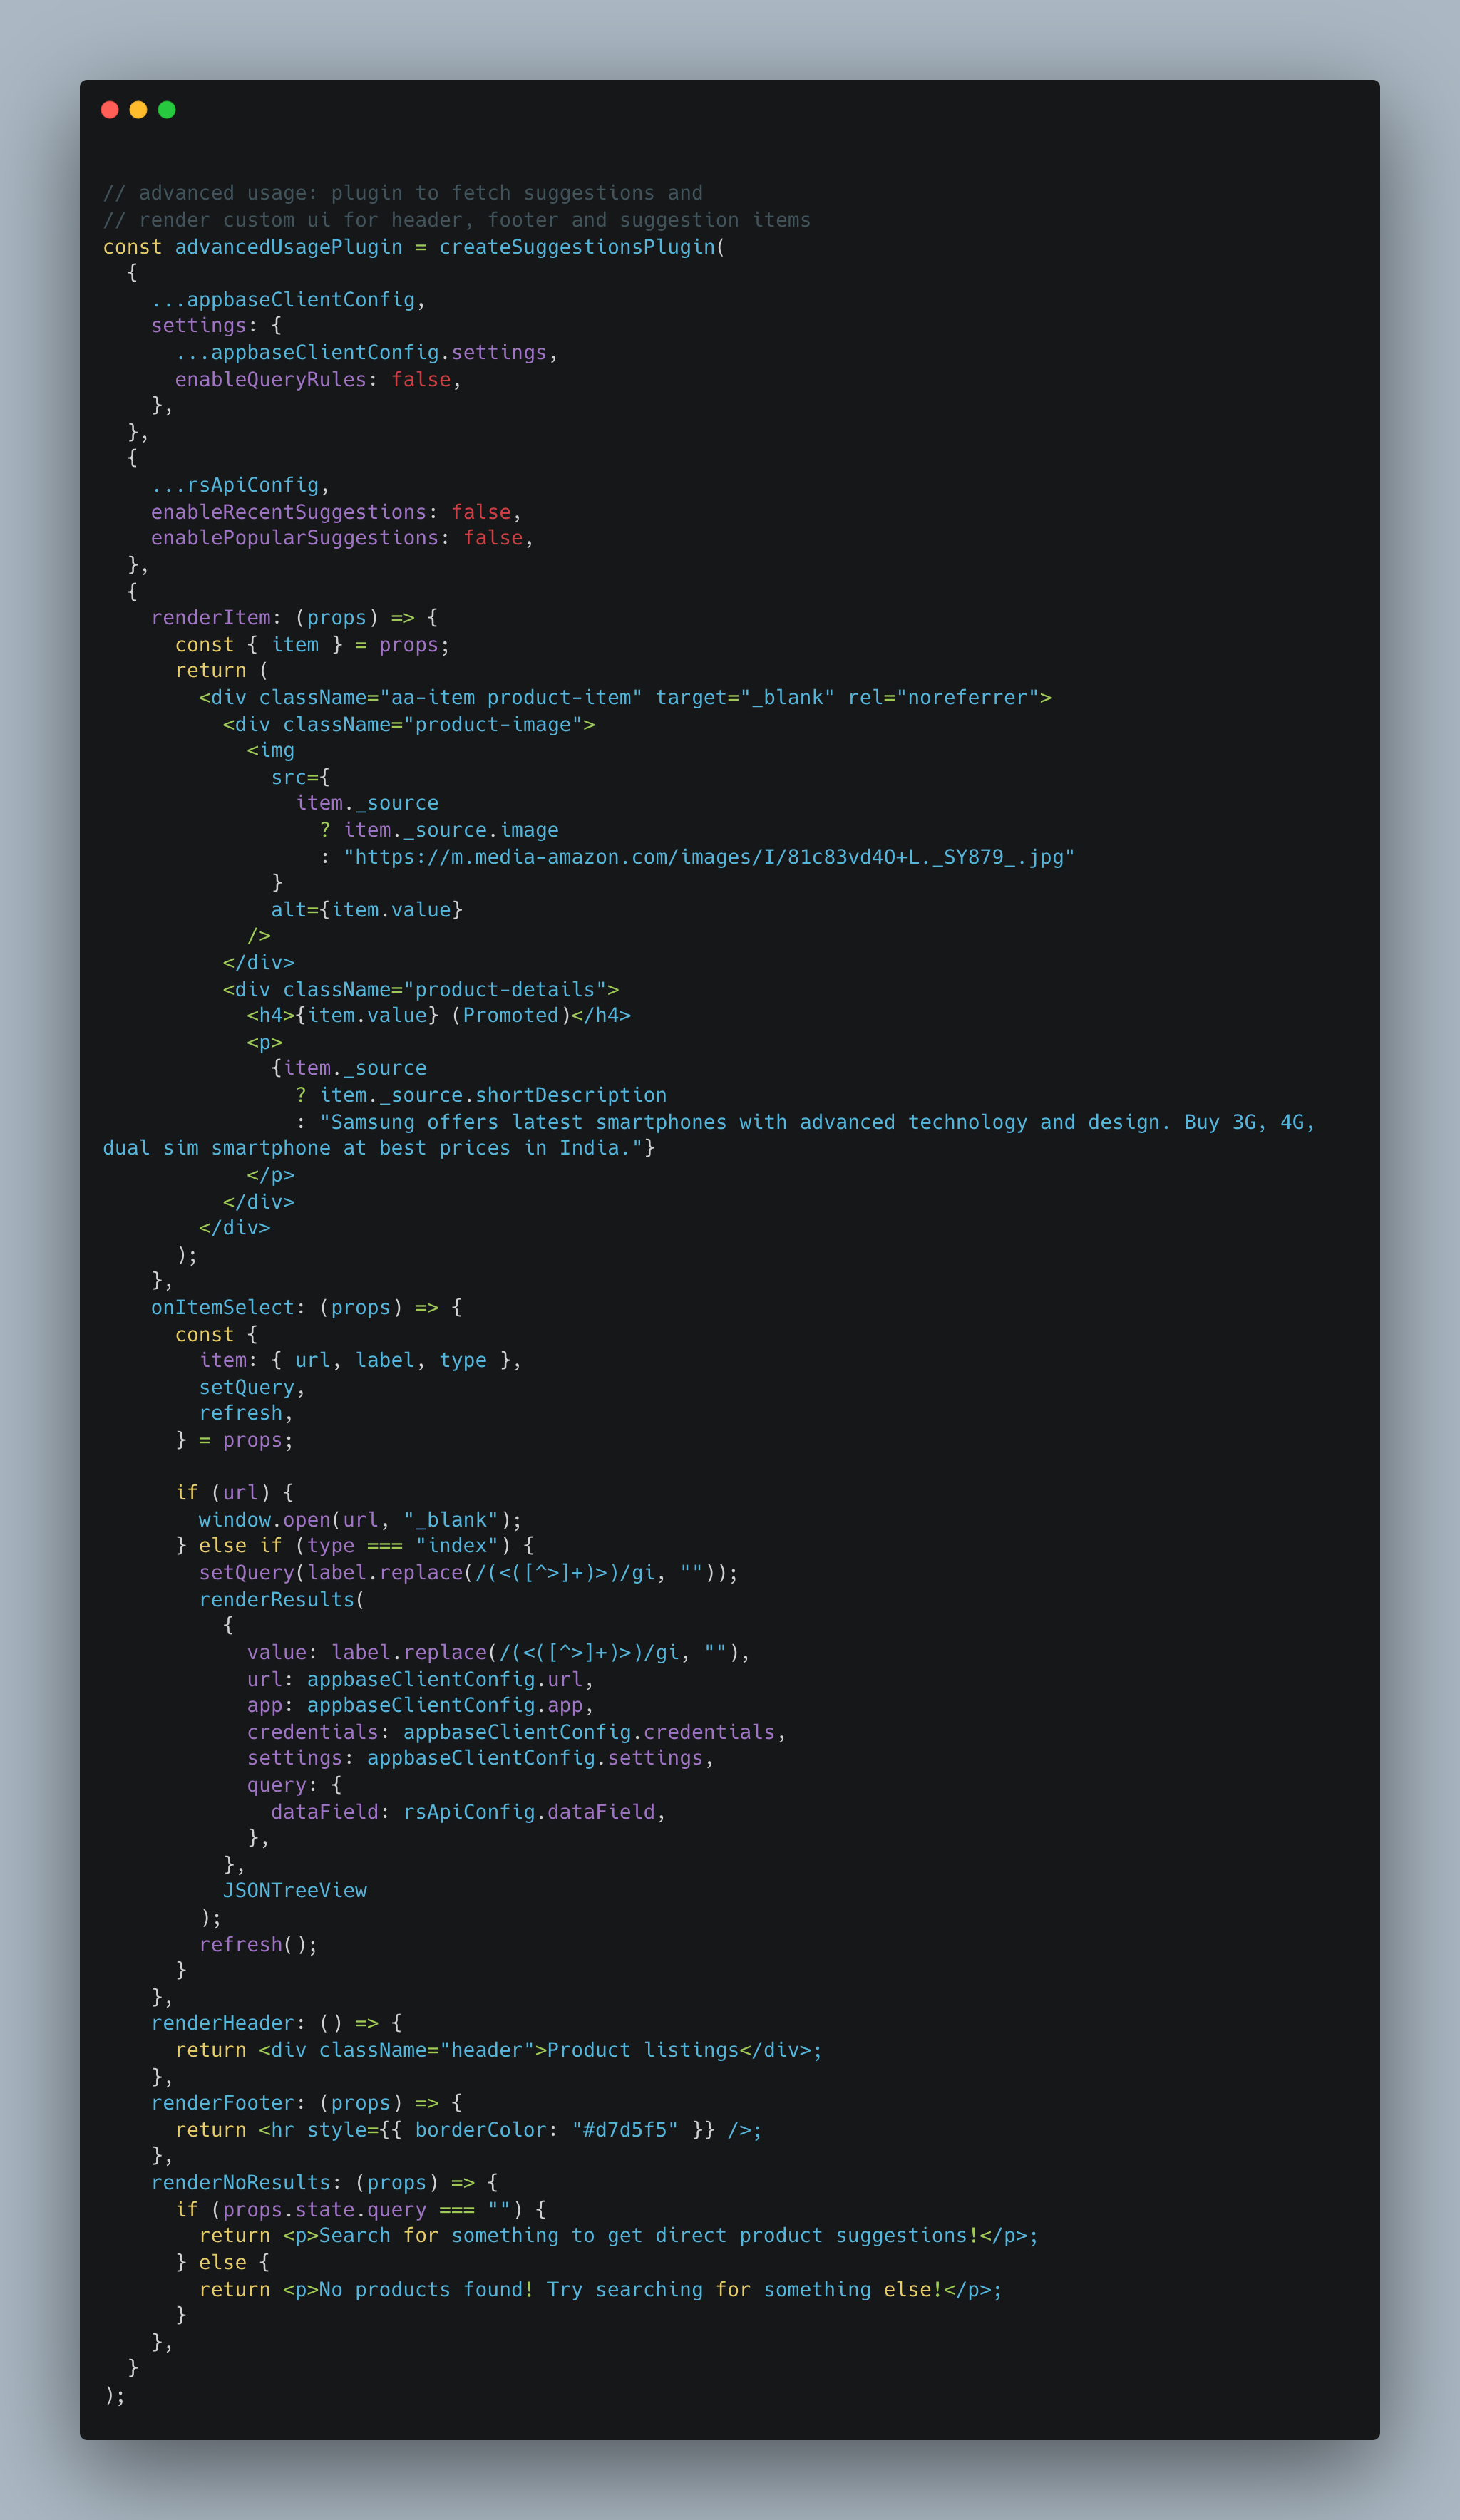 // advanced usage: plugin to fetch suggestions and
// render custom ui for header, footer and suggestion items
const advancedUsagePlugin = createSuggestionsPlugin(
  {
    ...appbaseClientConfig,
    settings: {
      ...appbaseClientConfig.settings,
      enableQueryRules: false,
    },
  },
  {
    ...rsApiConfig,
    enableRecentSuggestions: false,
    enablePopularSuggestions: false,
  },
  {
    renderItem: (props) => {
      const { item } = props;
      return (
        <div className="aa-item product-item" target="_blank" rel="noreferrer">
          <div className="product-image">
            <img
              src={
                item._source
                  ? item._source.image
                  : "https://m.media-amazon.com/images/I/81c83vd4O+L._SY879_.jpg"
              }
              alt={item.value}
            />
          </div>
          <div className="product-details">
            <h4>{item.value} (Promoted)</h4>
            <p>
              {item._source
                ? item._source.shortDescription
                : "Samsung offers latest smartphones with advanced technology and design. Buy 3G, 4G,
dual sim smartphone at best prices in India."}
            </p>
          </div>
        </div>
      );
    },
    onItemSelect: (props) => {
      const {
        item: { url, label, type },
        setQuery,
        refresh,
      } = props;

      if (url) {
        window.open(url, "_blank");
      } else if (type === "index") {
        setQuery(label.replace(/(<([^>]+)>)/gi, ""));
        renderResults(
          {
            value: label.replace(/(<([^>]+)>)/gi, ""),
            url: appbaseClientConfig.url,
            app: appbaseClientConfig.app,
            credentials: appbaseClientConfig.credentials,
            settings: appbaseClientConfig.settings,
            query: {
              dataField: rsApiConfig.dataField,
            },
          },
          JSONTreeView
        );
        refresh();
      }
    },
    renderHeader: () => {
      return <div className="header">Product listings</div>;
    },
    renderFooter: (props) => {
      return <hr style={{ borderColor: "#d7d5f5" }} />;
    },
    renderNoResults: (props) => {
      if (props.state.query === "") {
        return <p>Search for something to get direct product suggestions!</p>;
      } else {
        return <p>No products found! Try searching for something else!</p>;
      }
    },
  }
);